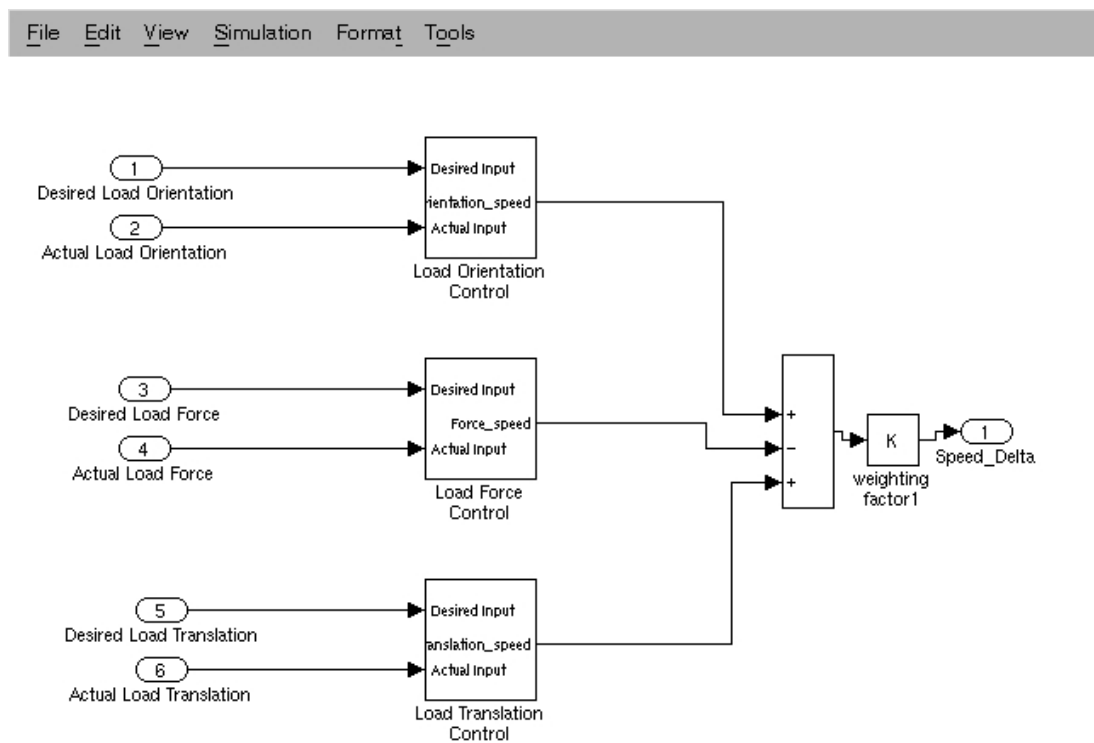 File Edit View Simulation Format Tools
1
Desired Load Orientation
2
Actual Load Orientation
Desired Input
rientation_speed
Actual Input
Load Orientation
Control
3
Desired Load Force
4
Actual Load Force
Desired Input
Force_speed
Actual Input
Load Force
Control
5
Desired Load Translation
6
Actual Load Translation
Desired Input
anslation_speed
Actual Input
Load Translation
Control
+
−
+
K
weighting
factor1
1
Speed_Delta